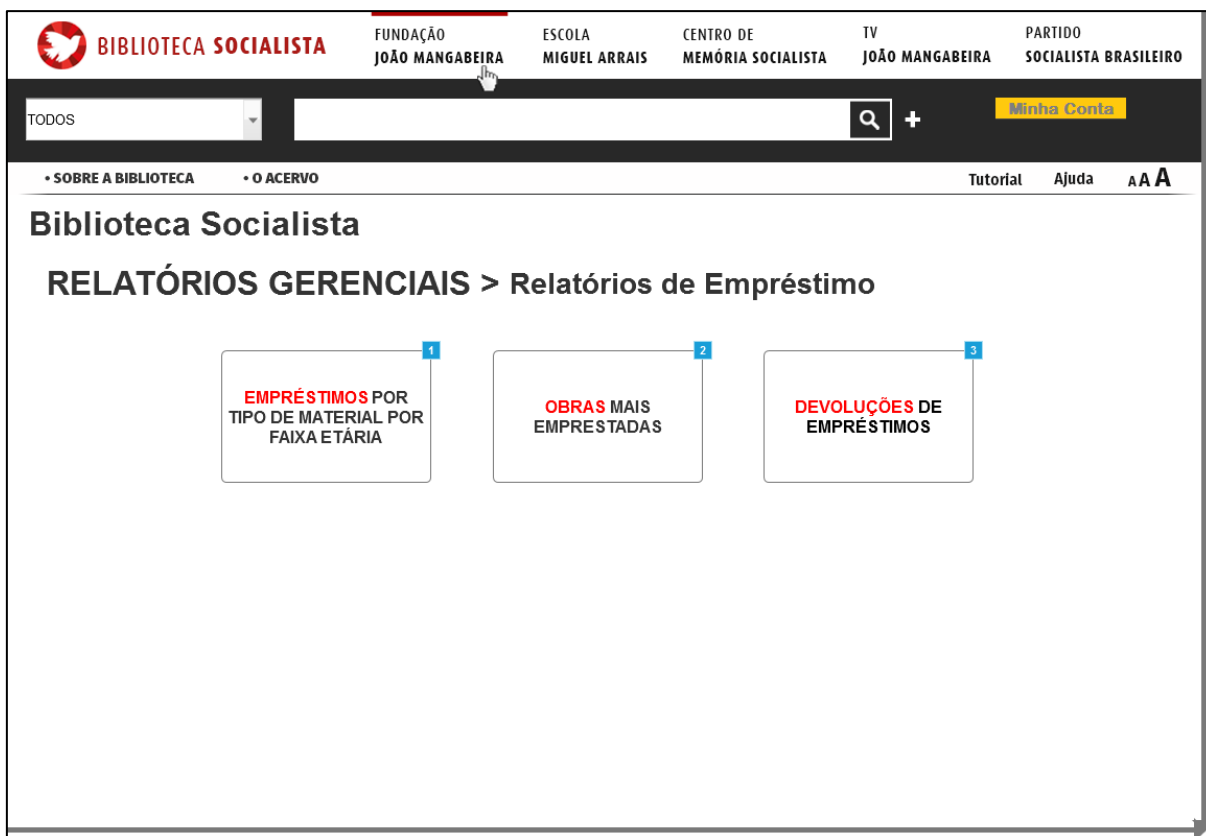 BIBLIOTECA SOCIALISTA
FUNDAÇÃO
JOÃO MANGABEIRA
ESCOLA
MIGUEL ARRAIS
CENTRO DE
MEMÓRIA SOCIALISTA
TV
JOÃO MANGABEIRA
PARTIDO
SOCIALISTA BRASILEIRO
TODOS
Minha Conta
• SOBRE A BIBLIOTECA
• O ACERVO
Tutorial
Ajuda
A A A
Biblioteca Socialista
RELATÓRIOS GERENCIAIS > Relatórios de Empréstimo
1
EMPRÉSTIMOS POR
TIPO DE MATERIAL POR
FAIXA ETÁRIA
2
OBRAS MAIS
EMPRESTADAS
3
DEVOLUÇÕES DE
EMPRÉSTIMOS